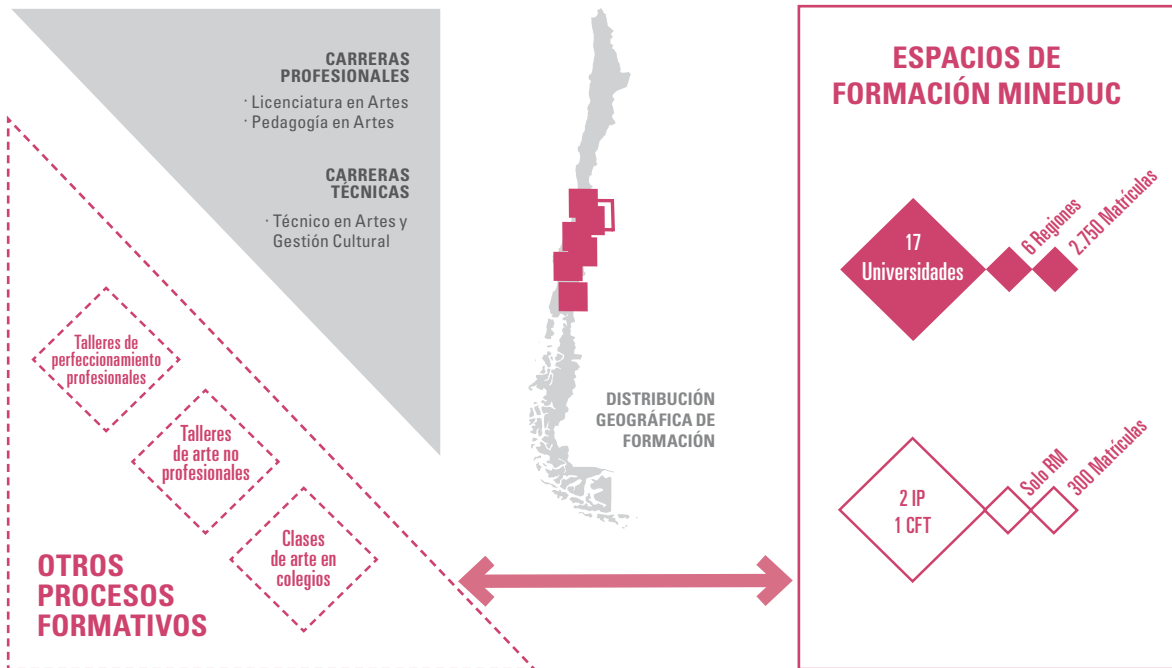 CARRERAS
PROFESIONALES
· Licenciatura en Artes
· Pedagogía en Artes
CARRERAS
TÉCNICAS
· Técnico en Artes y
Gestión Cultural
Talleres de
perfeccionamiento
profesionales
Talleres
de arte no
profesionales
Clases
de arte en
colegios
OTROS
PROCESOS
FORMATIVOS
DISTRIBUCIÓN
GEOGRÁFICA DE
FORMACIÓN
ESPACIOS DE
FORMACIÓN MINEDUC
17
Universidades
6 Regiones
2.750 Matrículas
2 IP
1 CFT
Solo RM
300 Matrículas